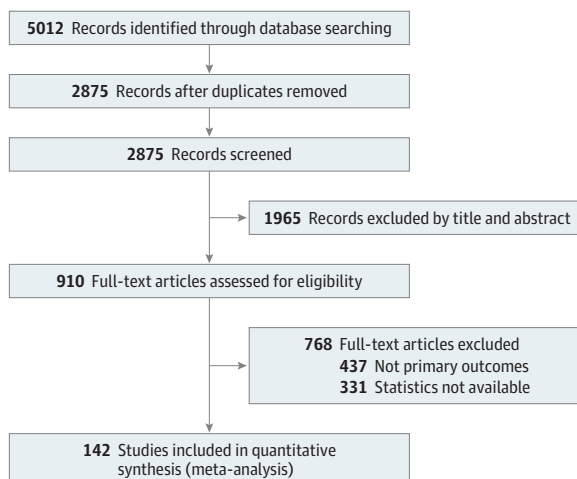 5012 Records identified through database searching
2875 Records after duplicates removed
2875 Records screened
1965 Records excluded by title and abstract
910 Full-text articles assessed for eligibility
768 Full-text articles excluded
437 Not primary outcomes
331 Statistics not available
142 Studies included in quantitative
synthesis (meta-analysis)